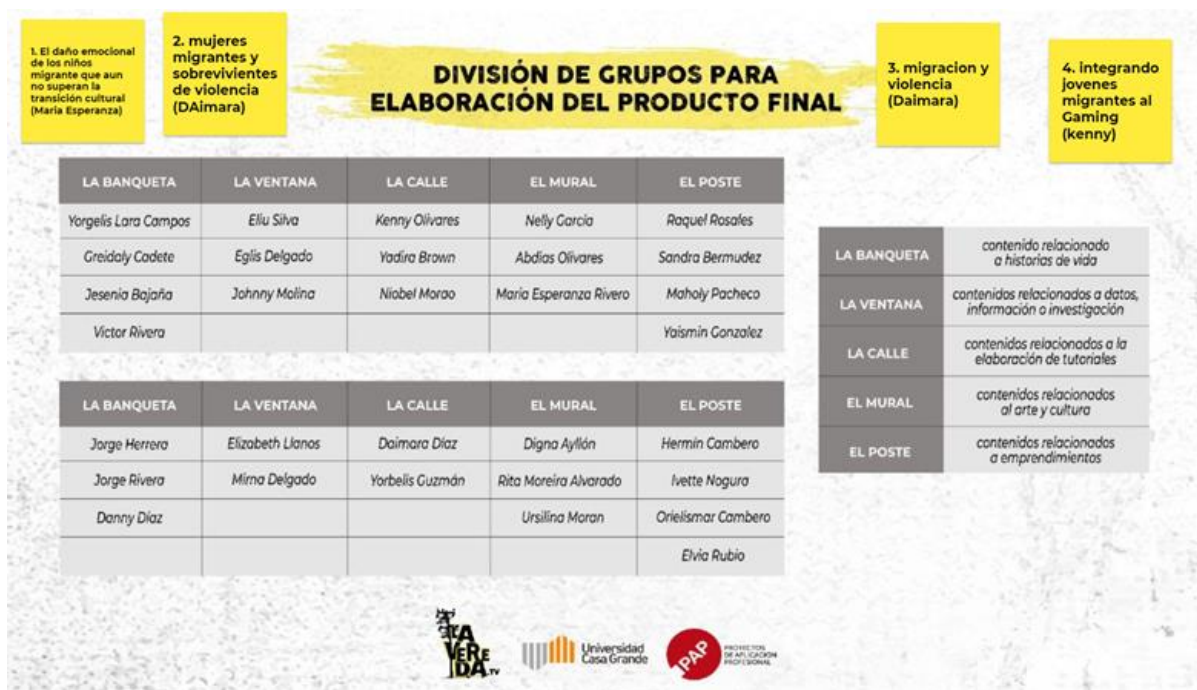 1. El daño emocional
de los niños
migrante que aun
no superan la
transición cultural
(Maria Esperanza)
2. mujeres
migrantes y
sobrevivientes
de violencia
(DAimara)
DIVISIÓN DE GRUPOS PARA
ELABORACIÓN DEL PRODUCTO FINAL
3. migracion y
violencia
(Daimara)
4. integrando
jovenes
migrantes al
Gaming
(kenny)
LA BANQUETA LA VENTANA LA CALLE EL MURAL EL POSTE
Yorgelis Lara Campos Eliu Silva Kenny Olivares Nelly García Raquel Rosales
Greidaly Cadete Eglis Delgado Yadira Brown Abdias Olivares Sandra Bermudez
Jesenia Bajaña Johnny Molina Niobel Morao Maria Esperanza Rivero Maholy Pacheco
Victor Rivera Yaismin Gonzalez
LA BANQUETA LA VENTANA LA CALLE EL MURAL EL POSTE
Jorge Herrera Elizabeth Llanos Daimara Díaz Digna Ayllón Hermin Cambero
Jorge Rivera Mirna Delgado Yorbelis Guzmán Rita Moreira Alvarado Ivette Nogura
Danny Díaz Ursilina Moran Orielismar Cambero
Elvia Rubio
LA BANQUETA contenido relacionado
a historias de vida
LA VENTANA contenidos relacionados a datos,
información o investigación
LA CALLE contenidos relacionados a la
elaboración de tutoriales
EL MURAL contenidos relacionados
al arte y cultura
EL POSTE contenidos relacionados
a emprendimientos
LA
VEREDA.TV
Universidad
Casa Grande
PAP
PROYECTOS
DE APLICACIÓN
PROFESIONAL